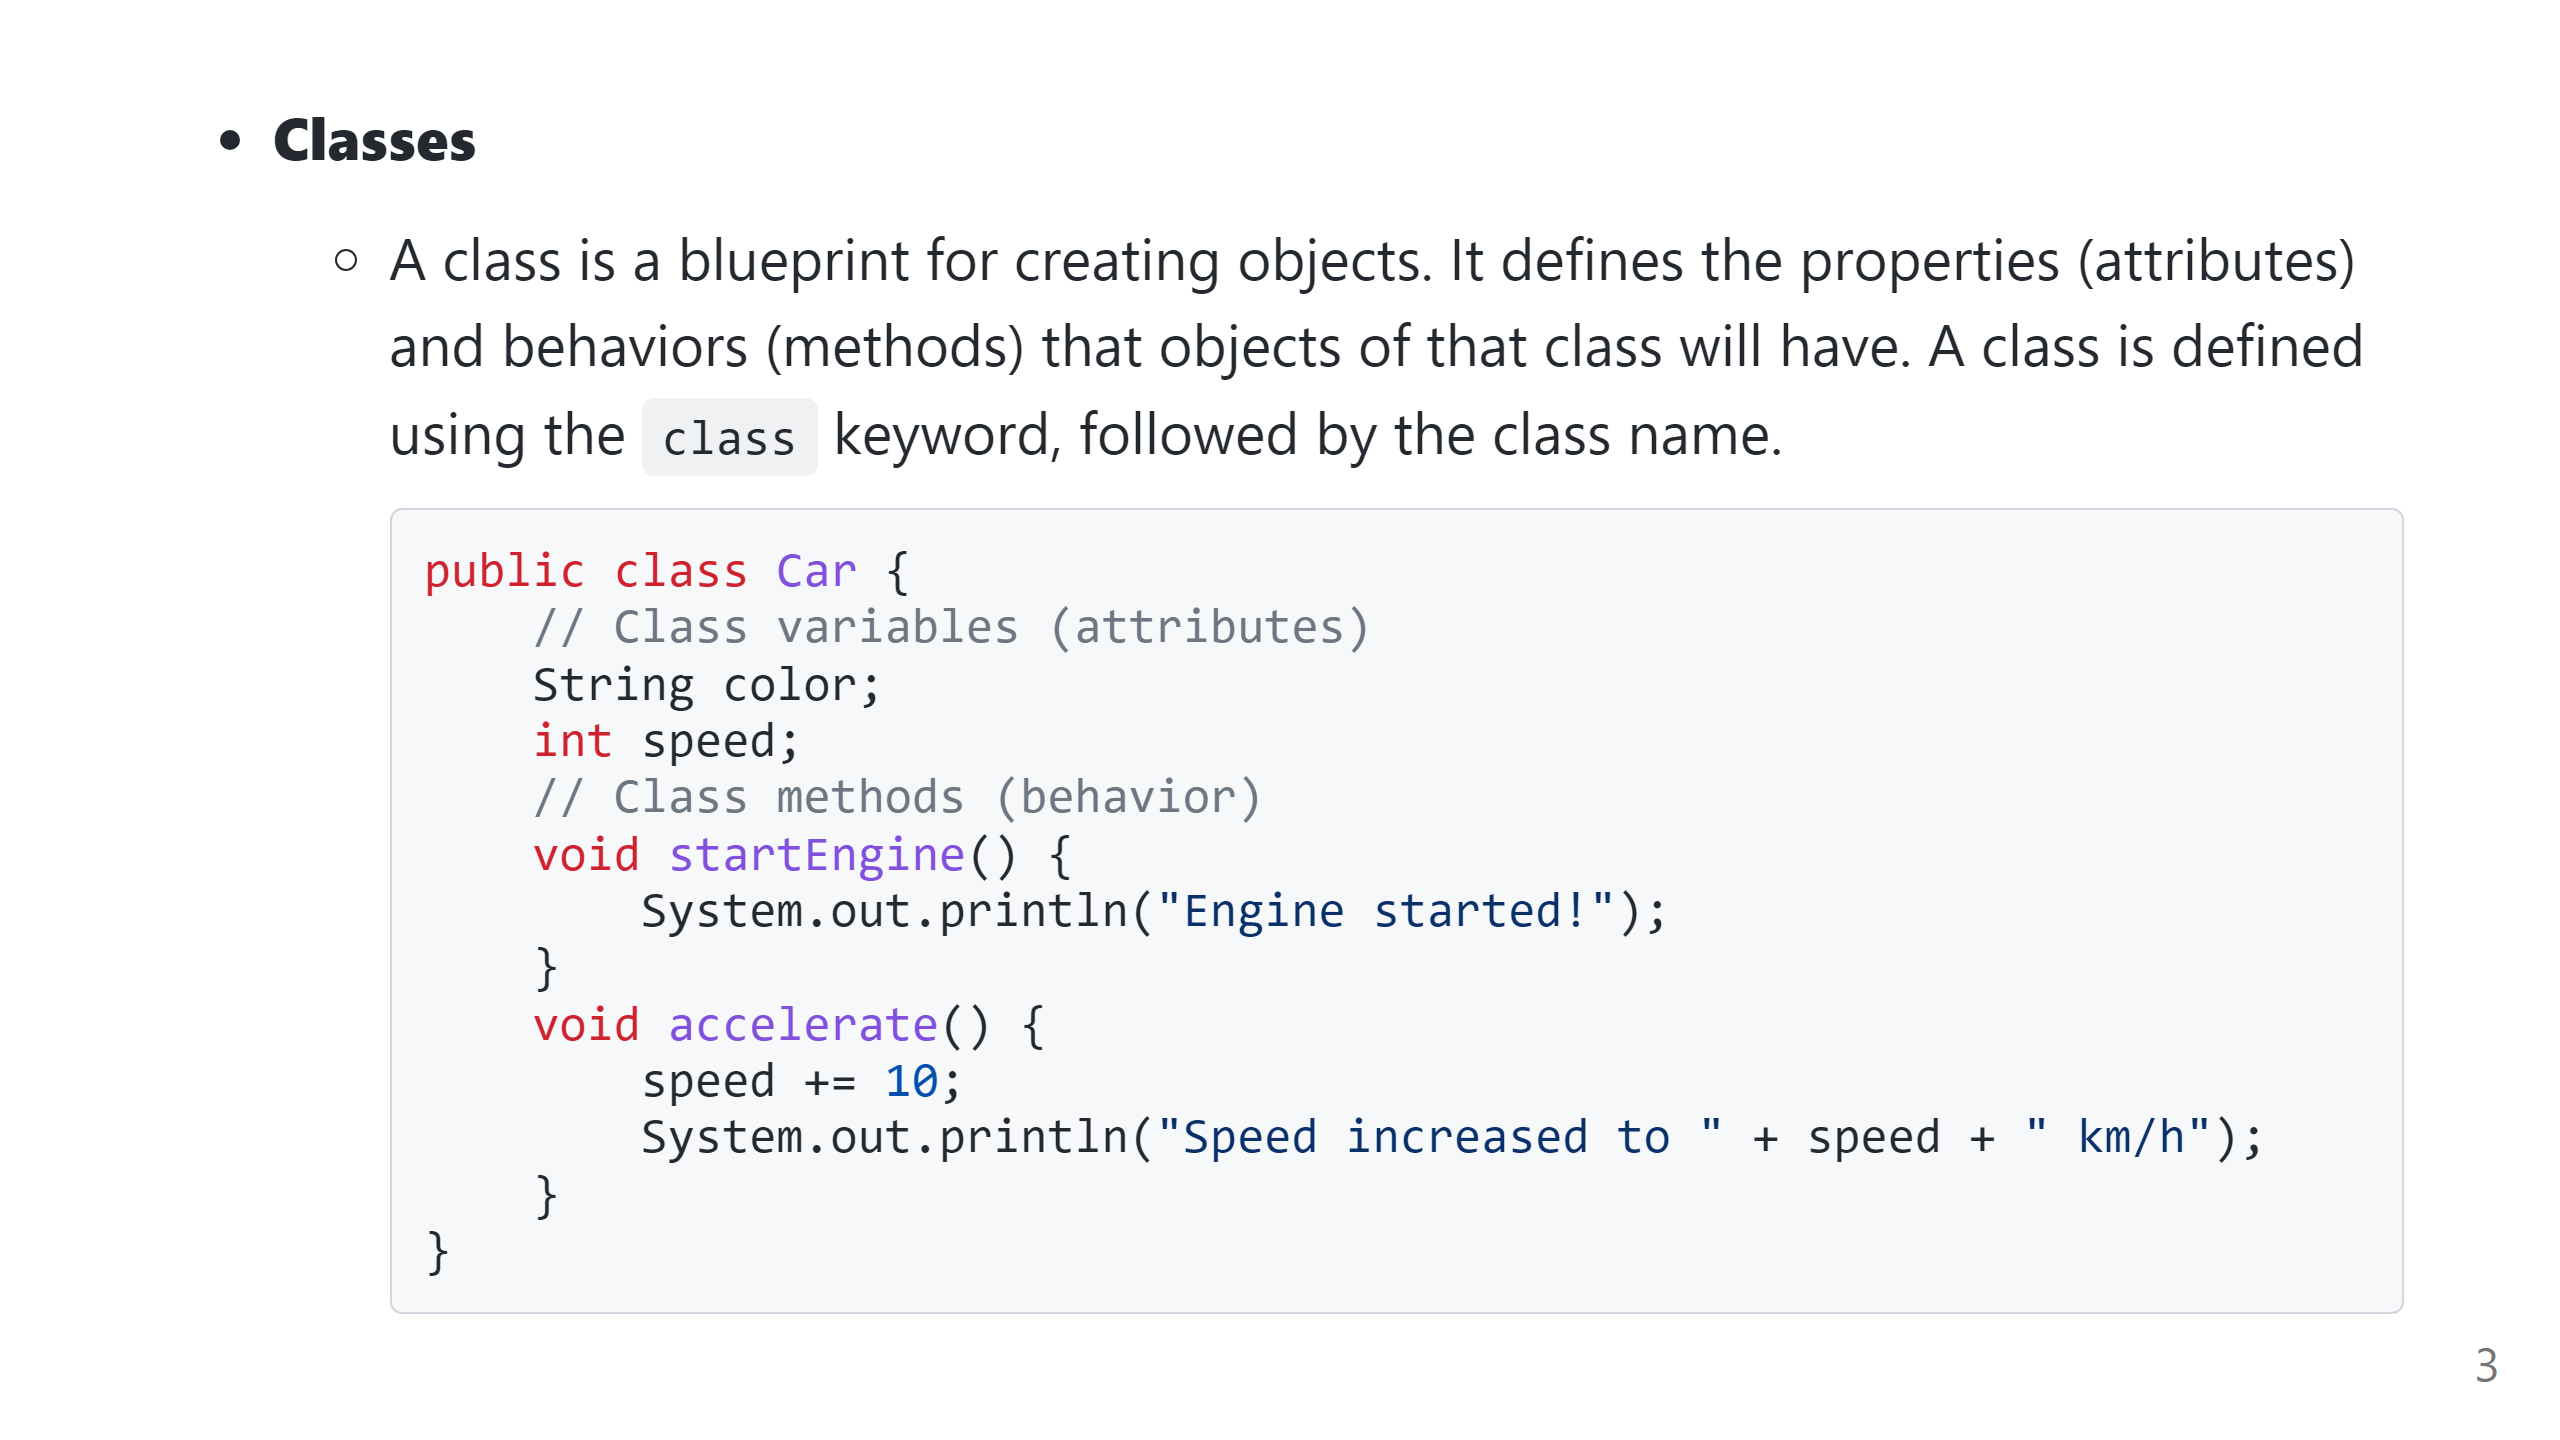 • Classes
○ A class is a blueprint for creating objects. It defines the properties (attributes)
and behaviors (methods) that objects of that class will have. A class is defined
using the class keyword, followed by the class name.
public class Car {
    // Class variables (attributes)
    String color;
    int speed;
    // Class methods (behavior)
    void startEngine() {
        System.out.println("Engine started!");
    }
    void accelerate() {
        speed += 10;
        System.out.println("Speed increased to " + speed + " km/h");
    }
}
3